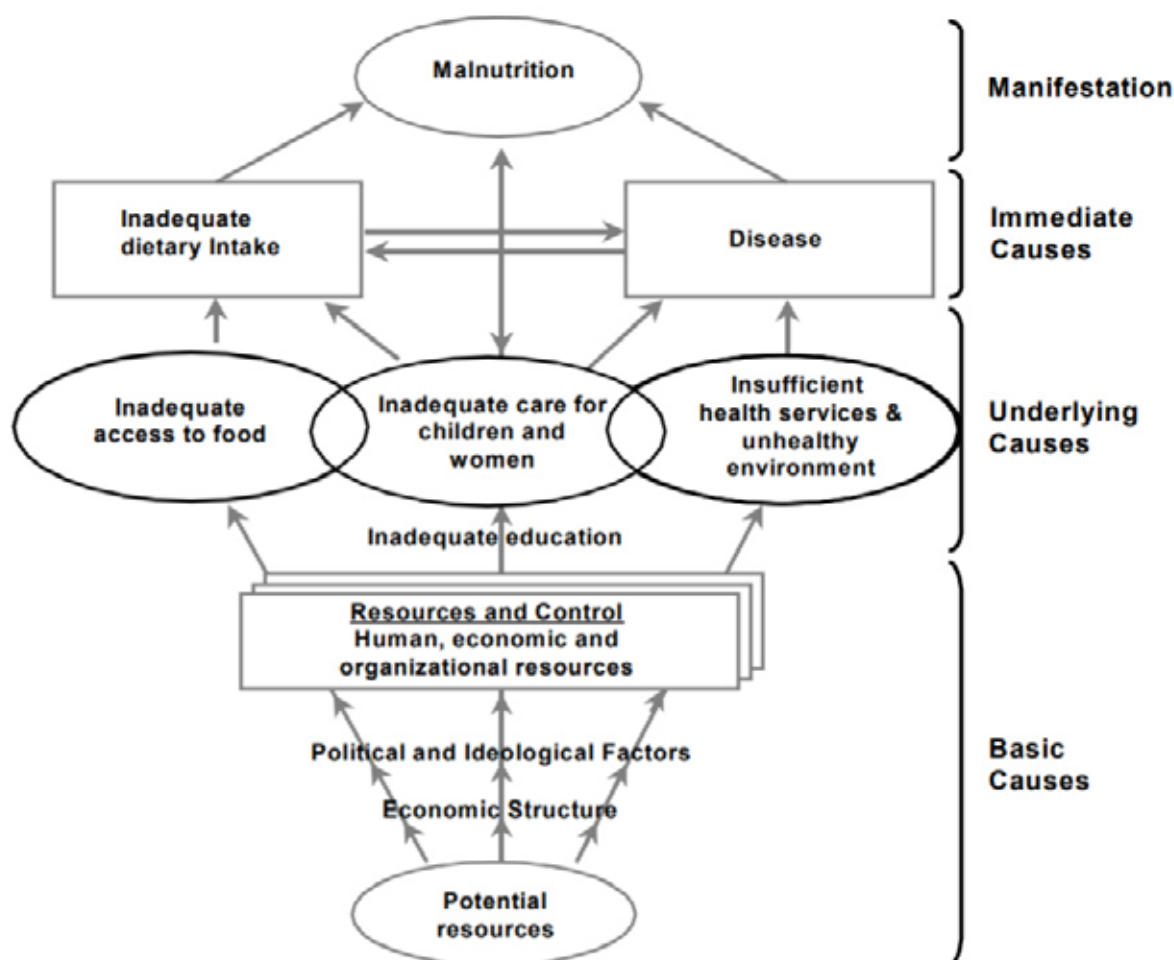 Malnutrition
Manifestation
Inadequate
dietary Intake
Disease
Immediate
Causes
Inadequate
access to food
Inadequate care for
children and
women
Insufficient
health services &
unhealthy
environment
Underlying
Causes
Inadequate education
Resources and Control
Human, economic and
organizational resources
Political and Ideological Factors
Economic Structure
Basic
Causes
Potential
resources